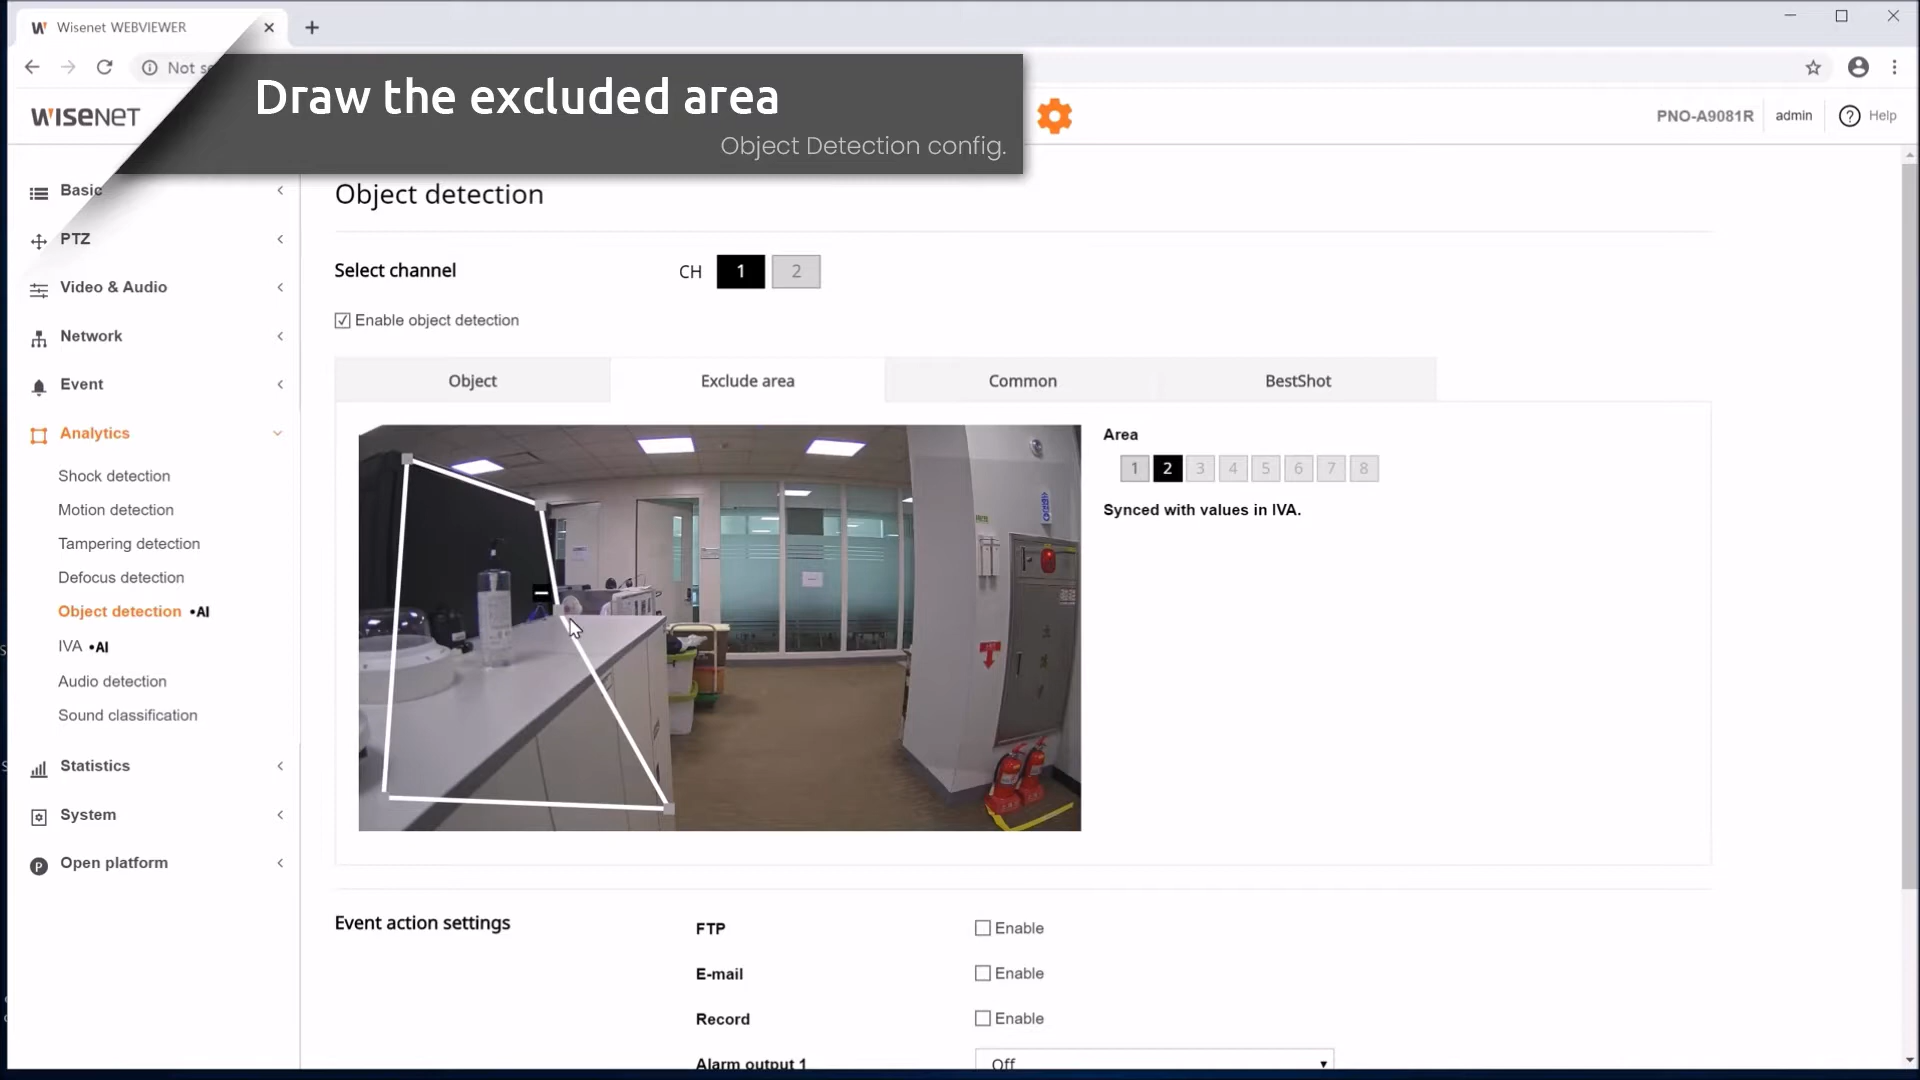 Wisenet WEBVIEWER
Not se
Draw the excluded area
Object Detection config.
WISENET
PNO-A9081R
admin
Help
Basic
PTZ
Video & Audio
Network
Event
Analytics
Shock detection
Motion detection
Tampering detection
Defocus detection
Object detection •AI
IVA •AI
Audio detection
Sound classification
Statistics
System
Open platform
Object detection
Select channel
CH 1 2
Enable object detection
Object Exclude area Common BestShot
Area
1 2 3 4 5 6 7 8
Synced with values in IVA.
Event action settings
FTP Enable
E-mail Enable
Record Enable
Alarm output 1 Off